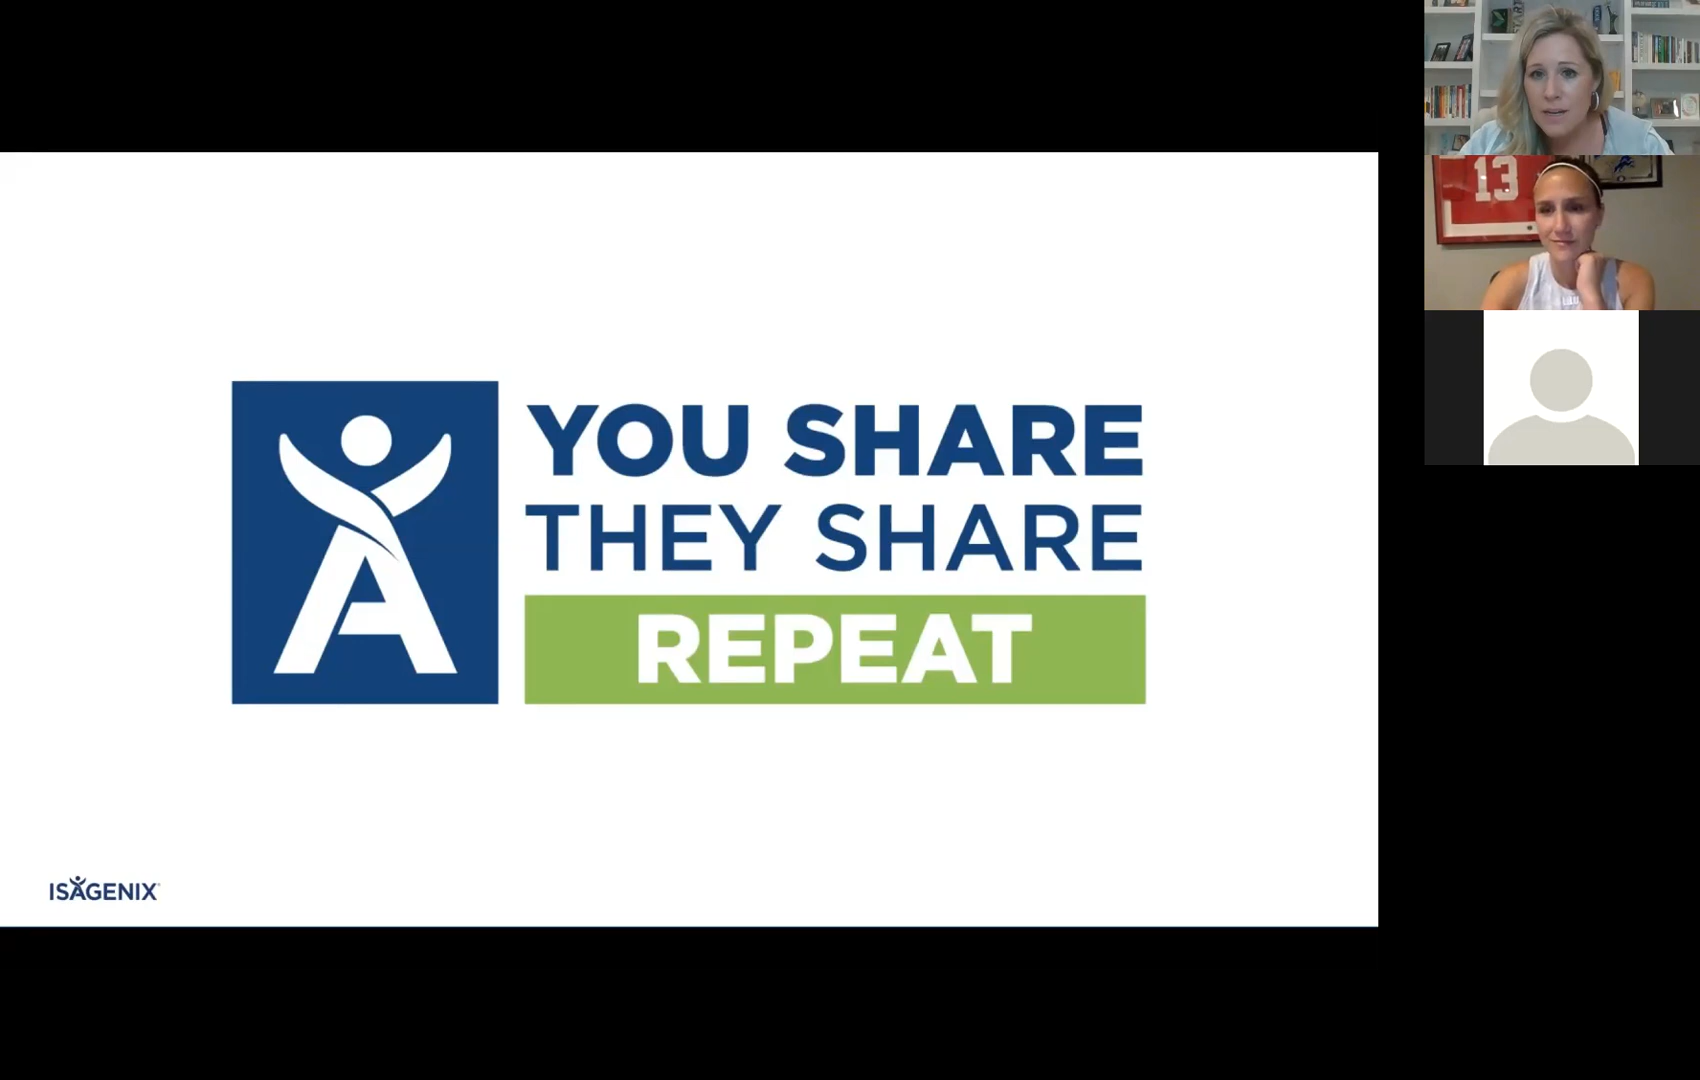 YOU SHARE
THEY SHARE
REPEAT
ISAGENIX
13